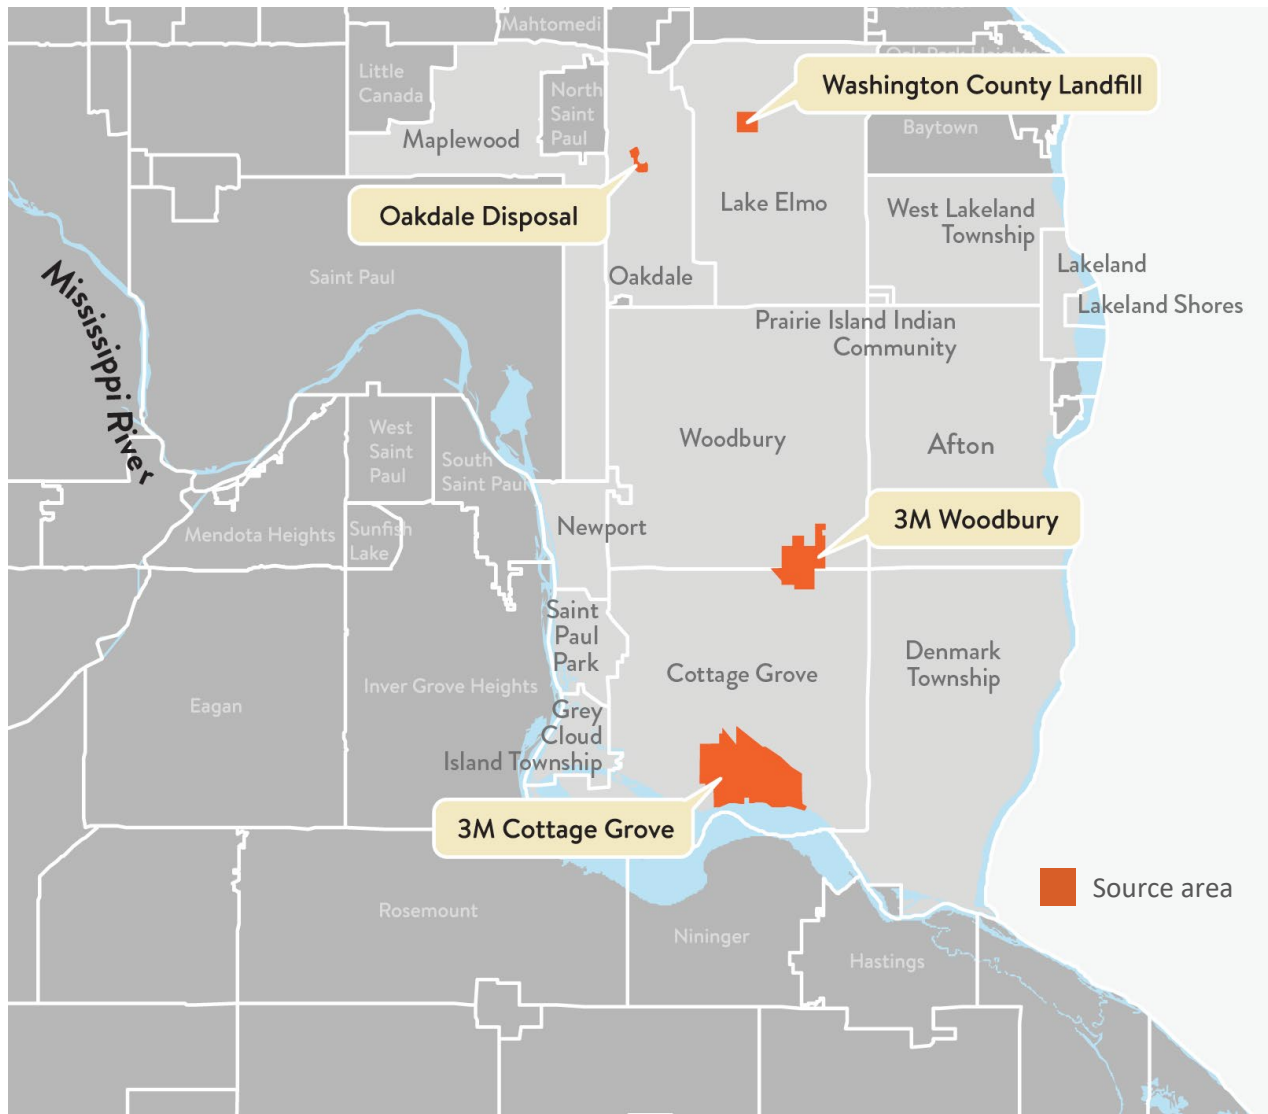 Mahtomedi
Oak Park Heights
Little
Canada
North
Saint
Paul
Washington County Landfill
Baytown
Maplewood
Oakdale Disposal
Lake Elmo
West Lakeland
Township
Saint Paul
Oakdale
Lakeland
Lakeland Shores
Mississippi River
Prairie Island Indian
Community
West
Saint
Paul
South
Saint Paul
Woodbury
Afton
Mendota Heights
Sunfish
Lake
Newport
3M Woodbury
Saint
Paul
Park
Cottage Grove
Denmark
Township
Eagan
Inver Grove Heights
Grey
Cloud
Island Township
3M Cottage Grove
Source area
Rosemount
Nininger
Hastings